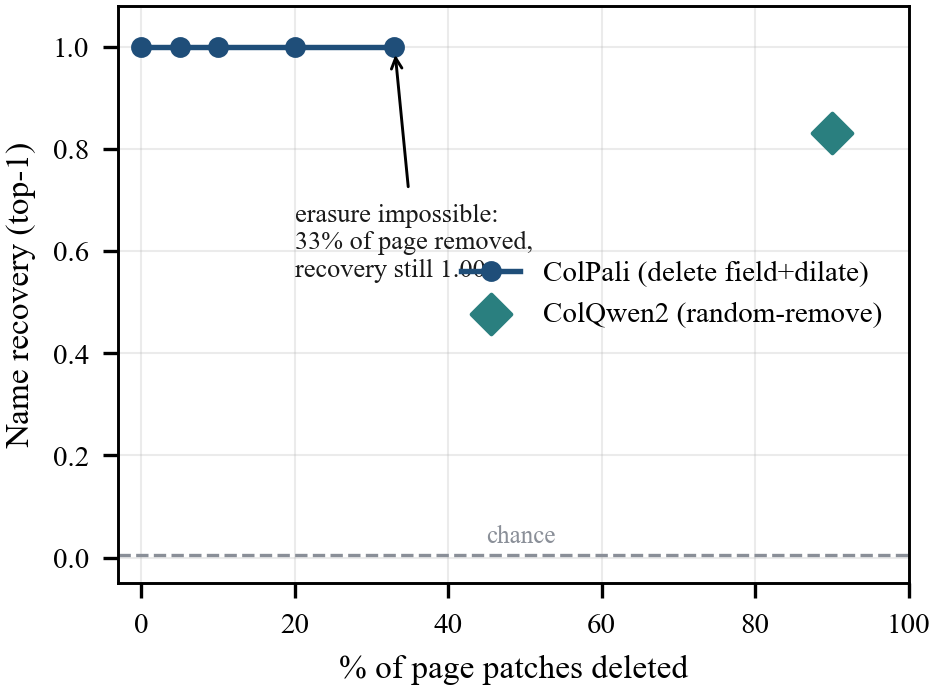 Name recovery (top-1)
1.0
0.8
0.6
0.4
0.2
0.0
erasure impossible:
33% of page removed,
recovery still 1.00
ColPali (delete field+dilate)
ColQwen2 (random-remove)
chance
0
20
40
60
80
100
% of page patches deleted